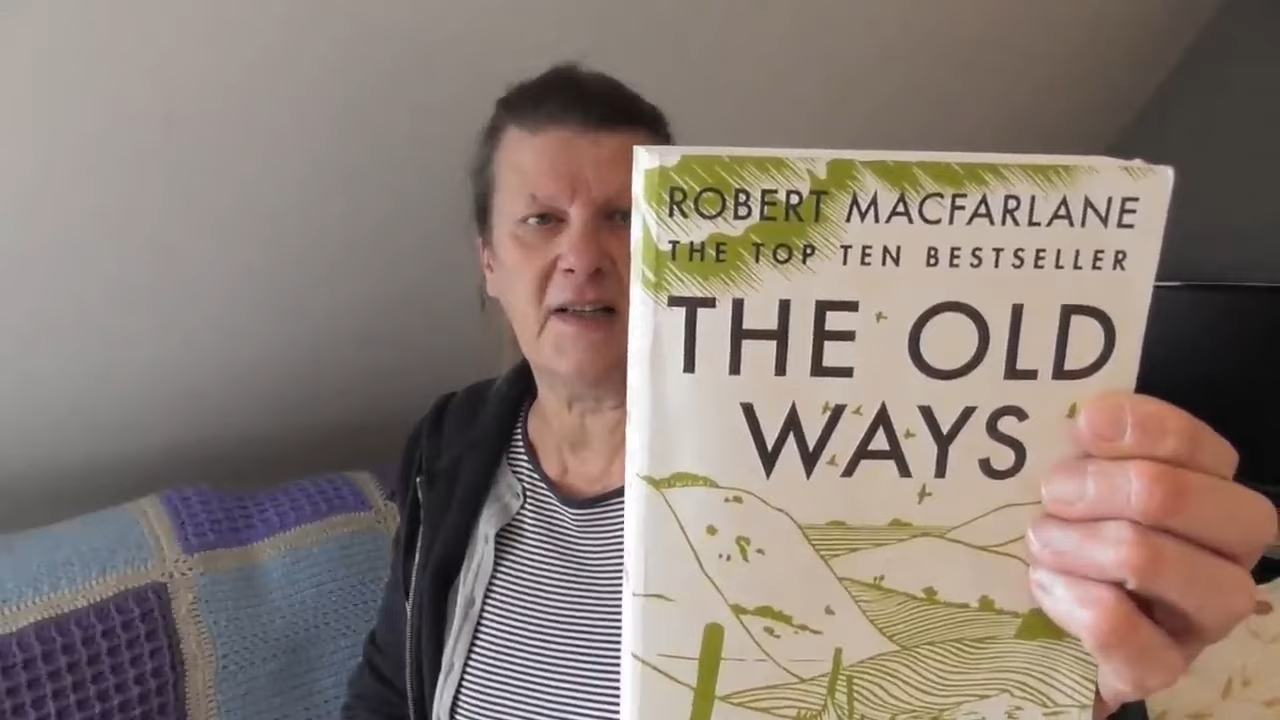 ROBERT MACFARLANE
THE TOP TEN BESTSELLER
THE OLD
WAYS